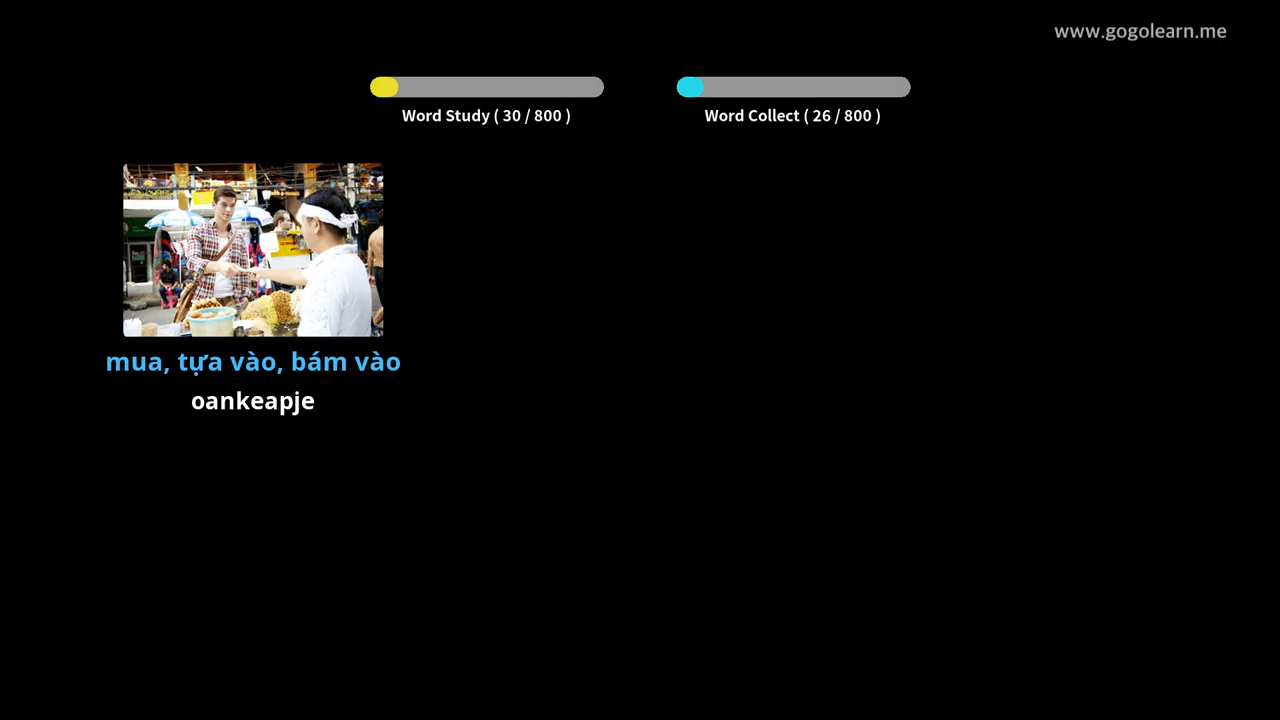 www.gogolearn.me
Word Study ( 30 / 800 )
Word Collect ( 26 / 800 )
mua, tựa vào, bám vào
oankeapje